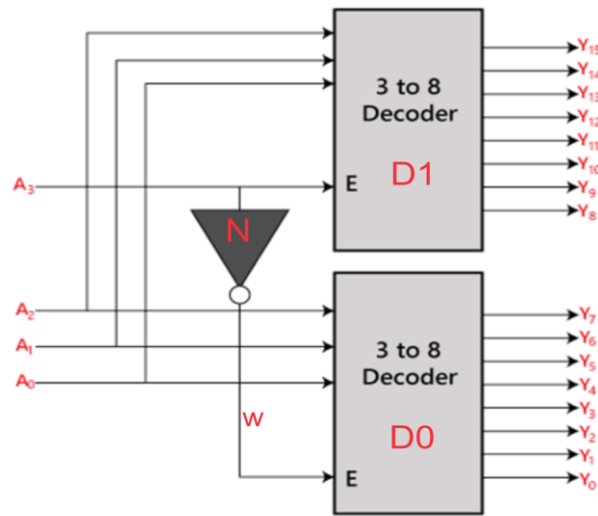 Y₁₅
Y₁₄
3 to 8
Decoder
Y₁₃
Y₁₂
D1
Y₁₁
Y₁₀
A₃
E
Y₉
Y₈
N
A₂
Y₇
A₁
3 to 8
Decoder
Y₆
Y₅
A₀
Y₄
w
D0
Y₃
Y₂
Y₁
E
Y₀